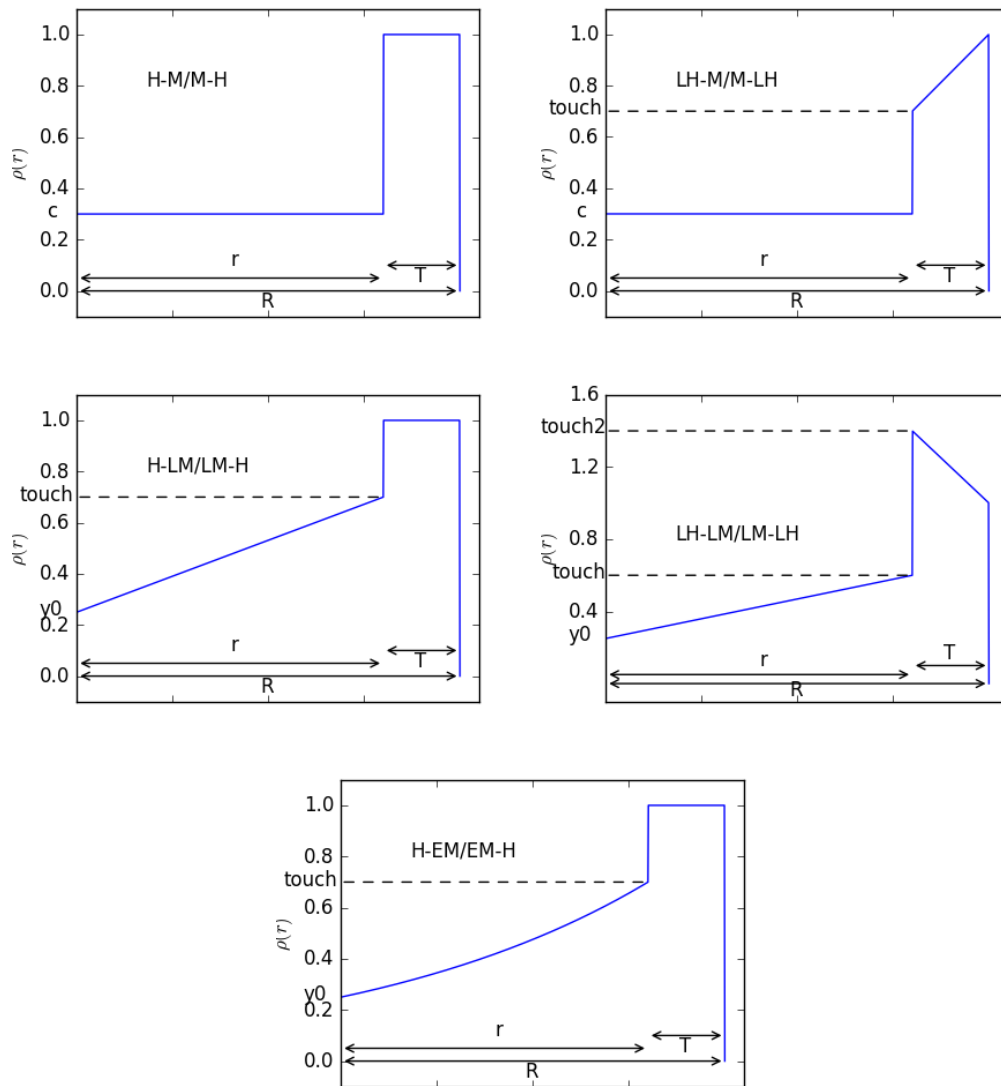 1.0
0.8
0.6
0.4
c
0.2
0.0
ρ(r)
H-M/M-H
r
T
R
1.0
0.8
touch
0.6
0.4
c
0.2
0.0
ρ(r)
LH-M/M-LH
r
T
R
1.0
0.8
touch
0.6
0.4
y0
0.2
0.0
ρ(r)
H-LM/LM-H
r
T
R
1.6
touch2
1.2
0.8
touch
0.4
y0
ρ(r)
LH-LM/LM-LH
r
T
R
1.0
0.8
touch
0.6
0.4
y0
0.2
0.0
ρ(r)
H-EM/EM-H
r
T
R